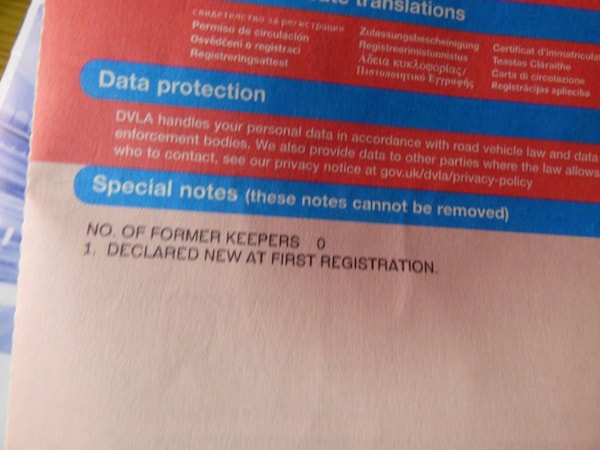 translations
свидетелство за регистрация
Permiso de circulación
Osvědčení o registraci
Registreringsattest
Zulassungsbescheinigung
Registreerimistunnistus
Άδεια κυκλοφορίας/
Πιστοποιητικό Εγγραφής
Certificat d'immatricula
Teastas Cláraithe
Carta di circolazione
Reģistrācijas apliecība
Data protection
DVLA handles your personal data in accordance with road vehicle law and data
enforcement bodies. We also provide data to other parties where the law allows
who to contact, see our privacy notice at gov.uk/dvla/privacy-policy
Special notes (these notes cannot be removed)
NO. OF FORMER KEEPERS 0
1. DECLARED NEW AT FIRST REGISTRATION.